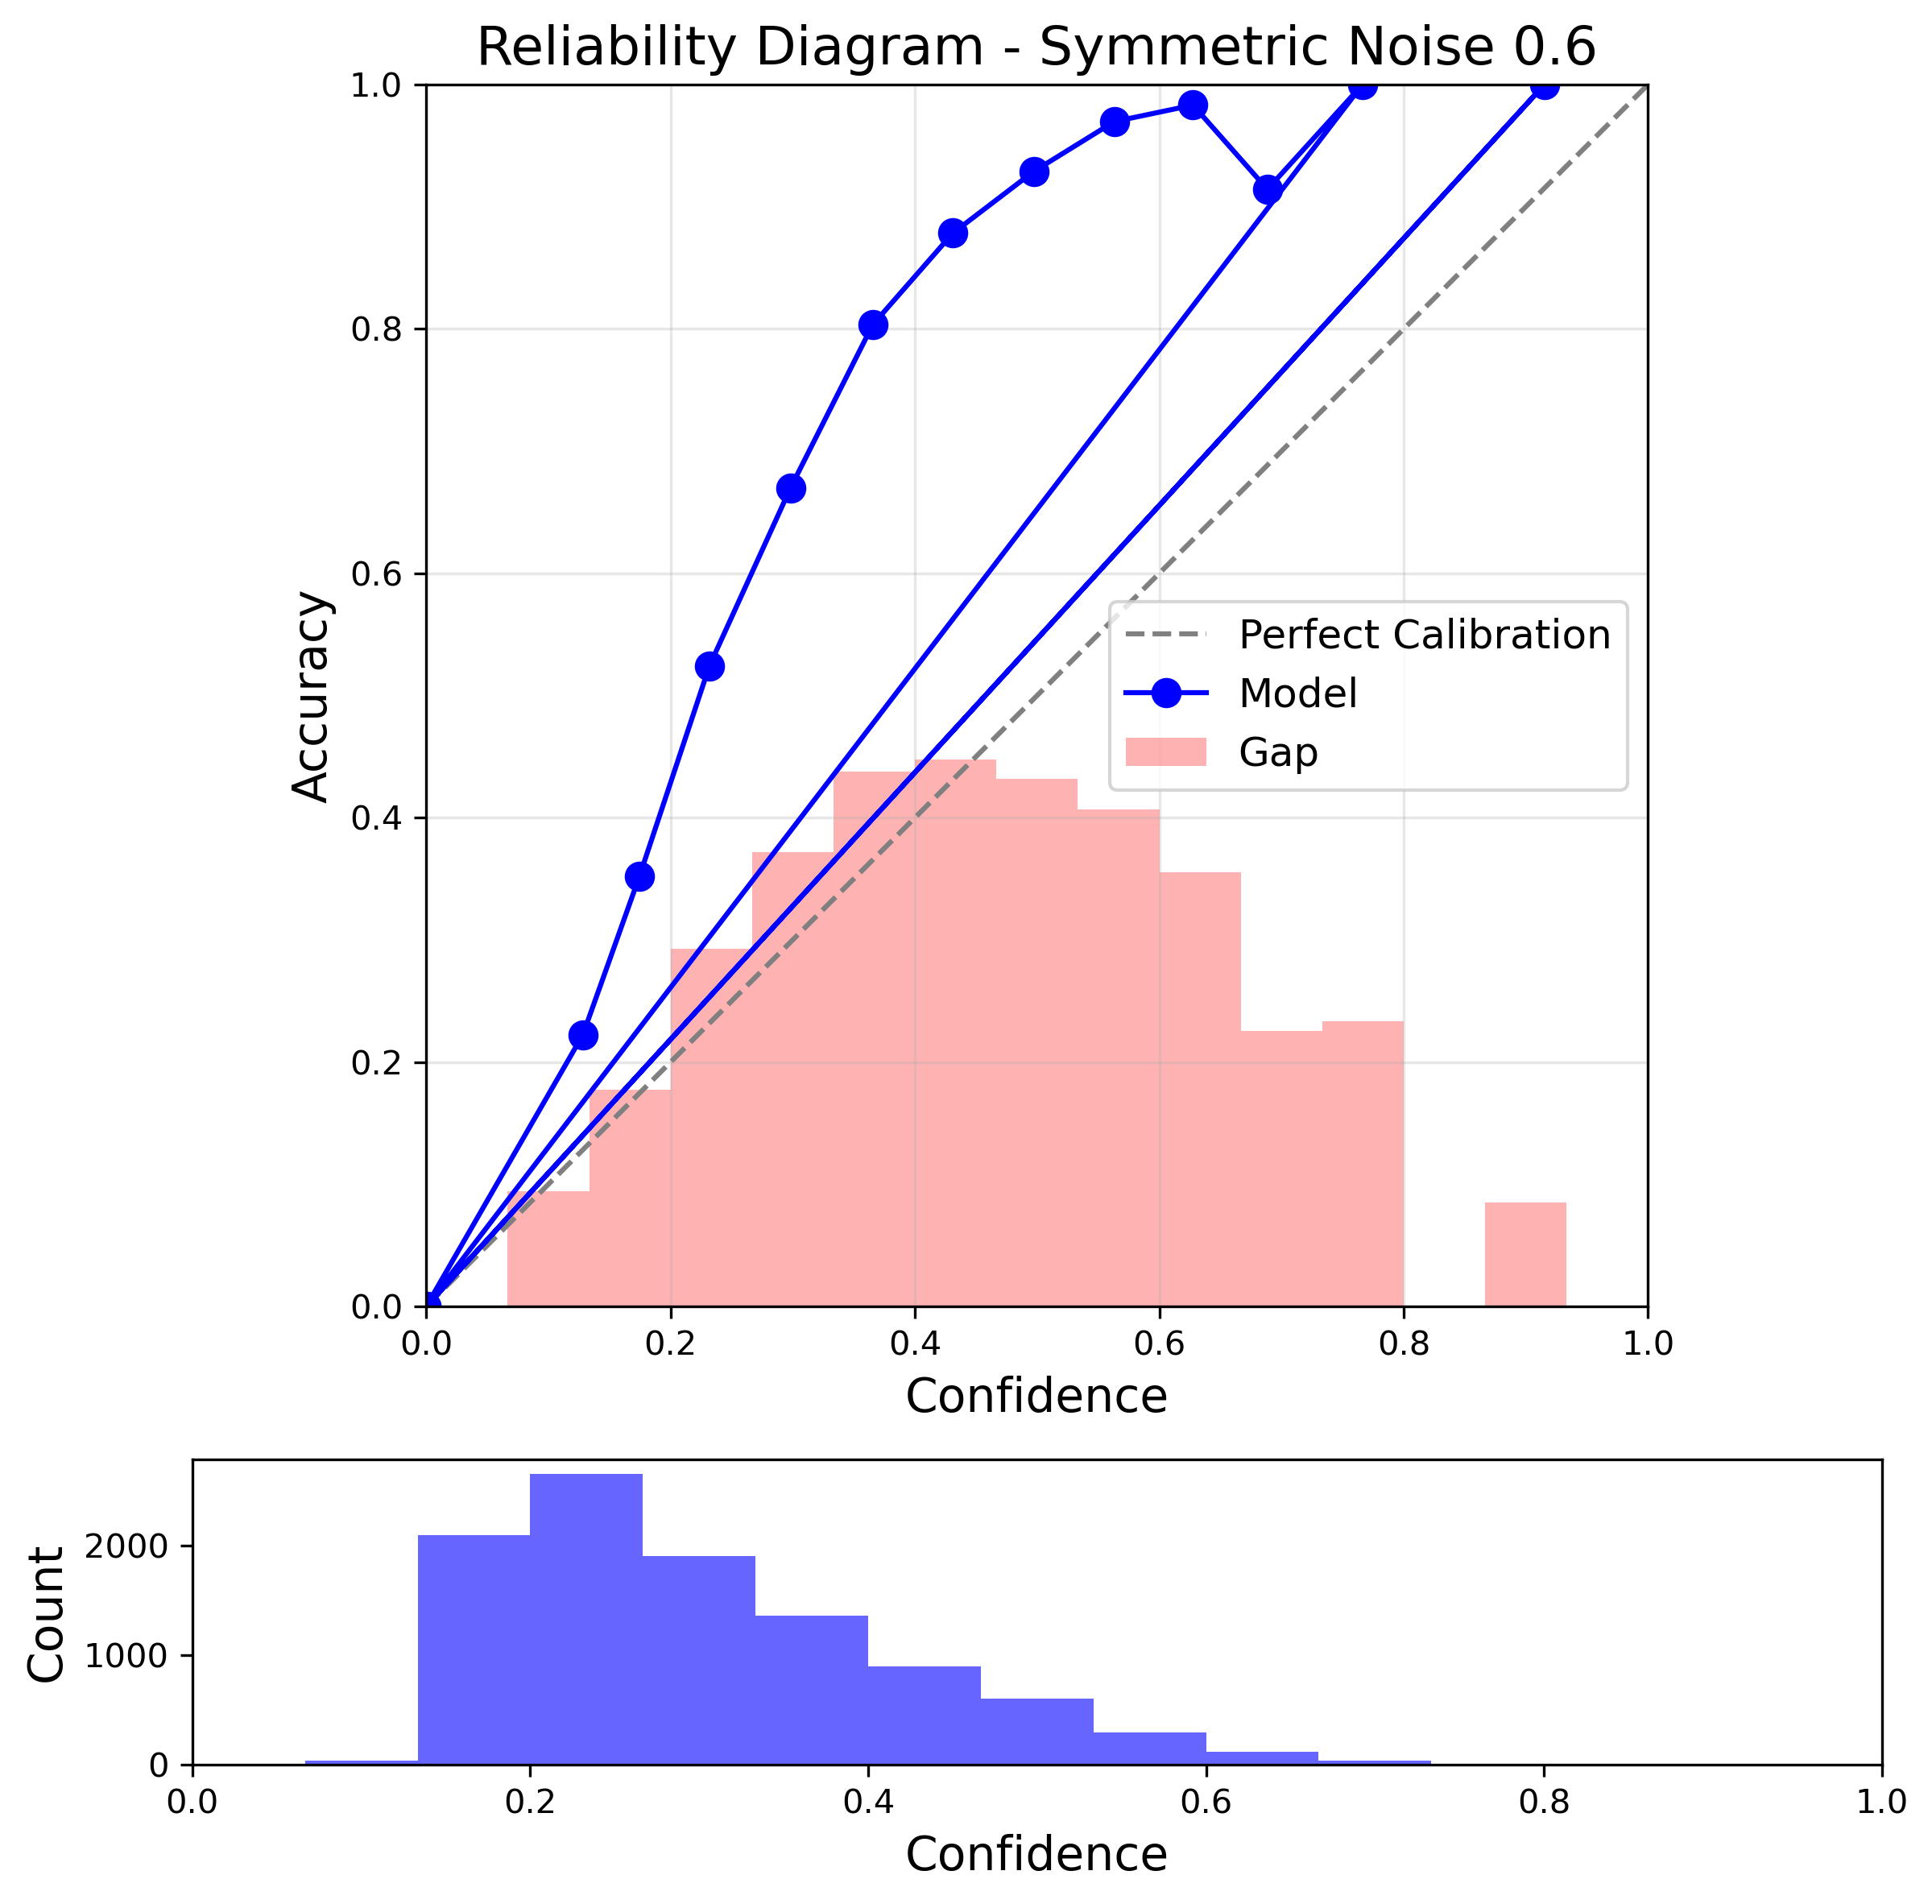 Reliability Diagram - Symmetric Noise 0.6
1.0
0.8
0.6
0.4
0.2
0.0
Accuracy
Perfect Calibration
Model
Gap
0.0 0.2 0.4 0.6 0.8 1.0
Confidence
2000
1000
0
Count
0.0 0.2 0.4 0.6 0.8 1.0
Confidence